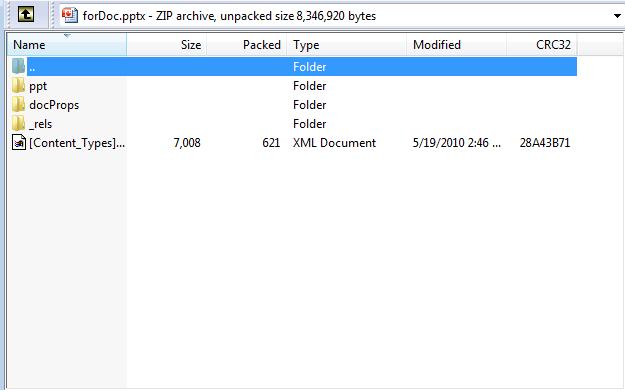 forDoc.pptx - ZIP archive, unpacked size 8,346,920 bytes
Name Size Packed Type Modified CRC32
.. Folder
ppt Folder
docProps Folder
_rels Folder
[Content_Types]... 7,008 621 XML Document 5/19/2010 2:46 ... 28A43B71